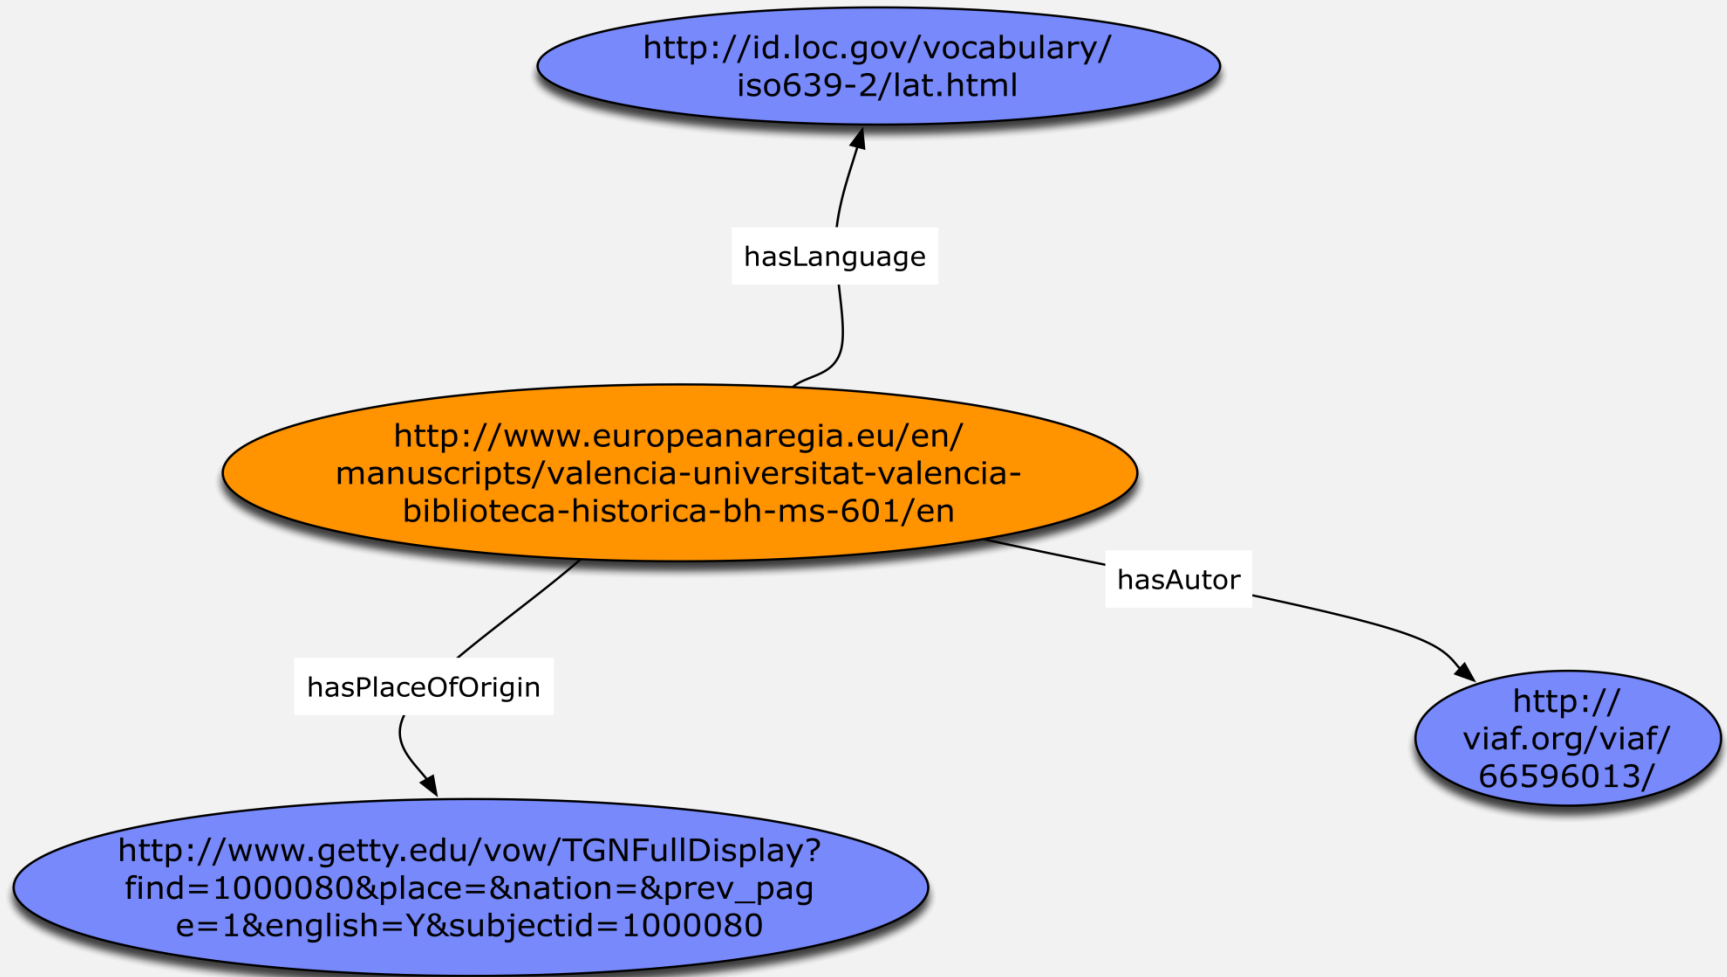 http://id.loc.gov/vocabulary/
iso639-2/lat.html
hasLanguage
http://www.europeanaregia.eu/en/
manuscripts/valencia-universitat-valencia-
biblioteca-historica-bh-ms-601/en
hasAutor
hasPlaceOfOrigin
http://
viaf.org/viaf/
66596013/
http://www.getty.edu/vow/TGNFullDisplay?
find=1000080&place=&nation=&prev_pag
e=1&english=Y&subjectid=1000080